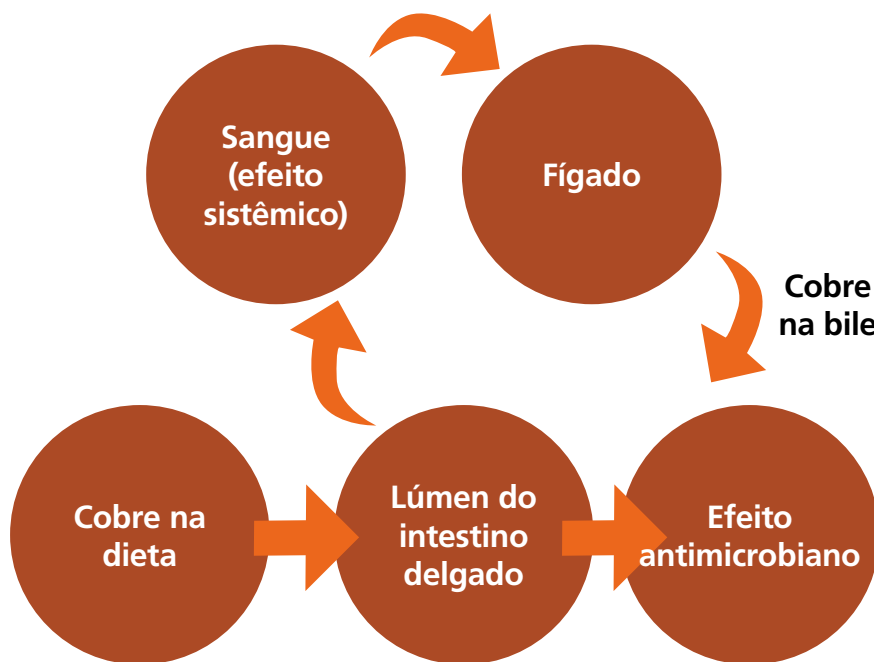 Sangue
(efeito
sistêmico)
Fígado
Cobre
na bile
Cobre na
dieta
Lúmen do
intestino
delgado
Efeito
antimicrobiano